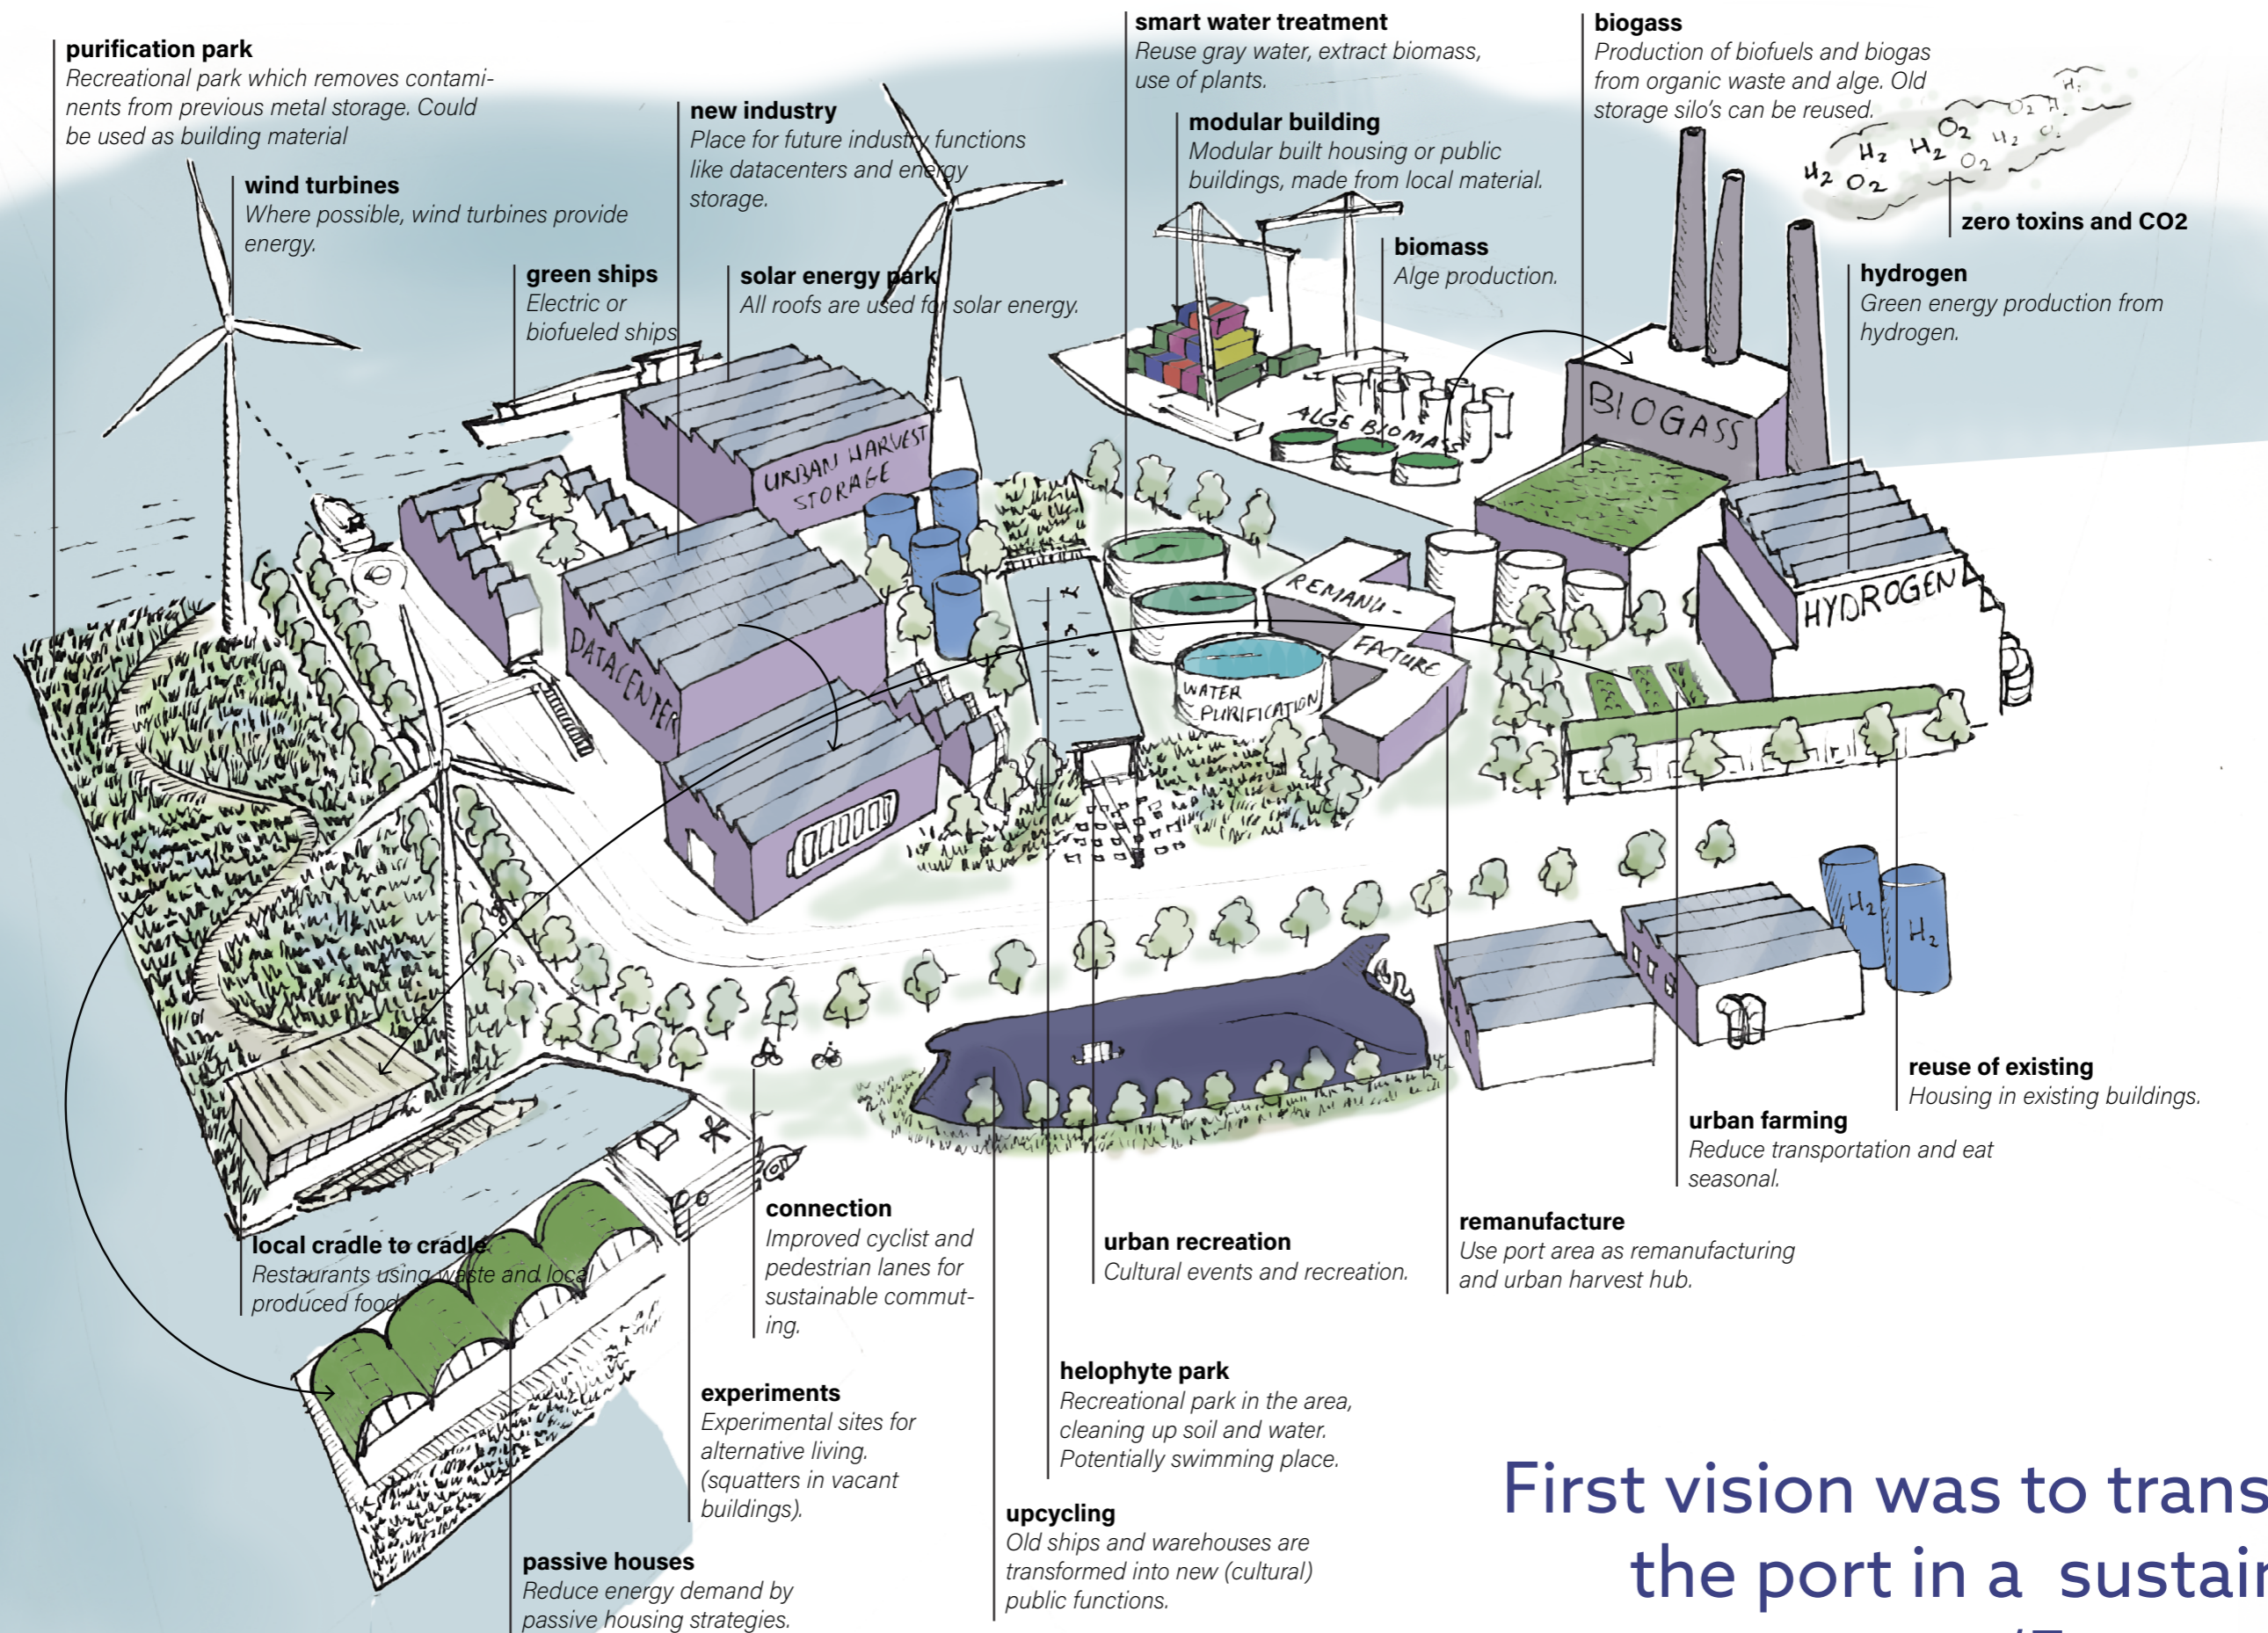 purification park
Recreational park which removes contami-
nents from previous metal storage. Could
be used as building material
wind turbines
Where possible, wind turbines provide
energy.
green ships
Electric or
biofueled ships
new industry
Place for future industry functions
like datacenters and energy
storage.
solar energy park
All roofs are used for solar energy.
smart water treatment
Reuse gray water, extract biomass,
use of plants.
modular building
Modular built housing or public
buildings, made from local material.
biomass
Alge production.
biogass
Production of biofuels and biogas
from organic waste and alge. Old
storage silo's can be reused.
H2 O2 H2 H2 O2 O2 H2 O2 H H2
zero toxins and CO2
hydrogen
Green energy production from
hydrogen.
URBAN HARVEST
STORAGE
ALGE BIOMASS
BIOGASS
DATACENTER
REMANU-
FACTURE
WATER
PURIFICATION
HYDROGEN
H2
H2
reuse of existing
Housing in existing buildings.
urban farming
Reduce transportation and eat
seasonal.
remanufacture
Use port area as remanufacturing
and urban harvest hub.
urban recreation
Cultural events and recreation.
connection
Improved cyclist and
pedestrian lanes for
sustainable commut-
ing.
local cradle to cradle
Restaurants using waste and local
produced food.
helophyte park
Recreational park in the area,
cleaning up soil and water.
Potentially swimming place.
experiments
Experimental sites for
alternative living.
(squatters in vacant
buildings).
upcycling
Old ships and warehouses are
transformed into new (cultural)
public functions.
passive houses
Reduce energy demand by
passive housing strategies.
First vision was to trans
the port in a sustain